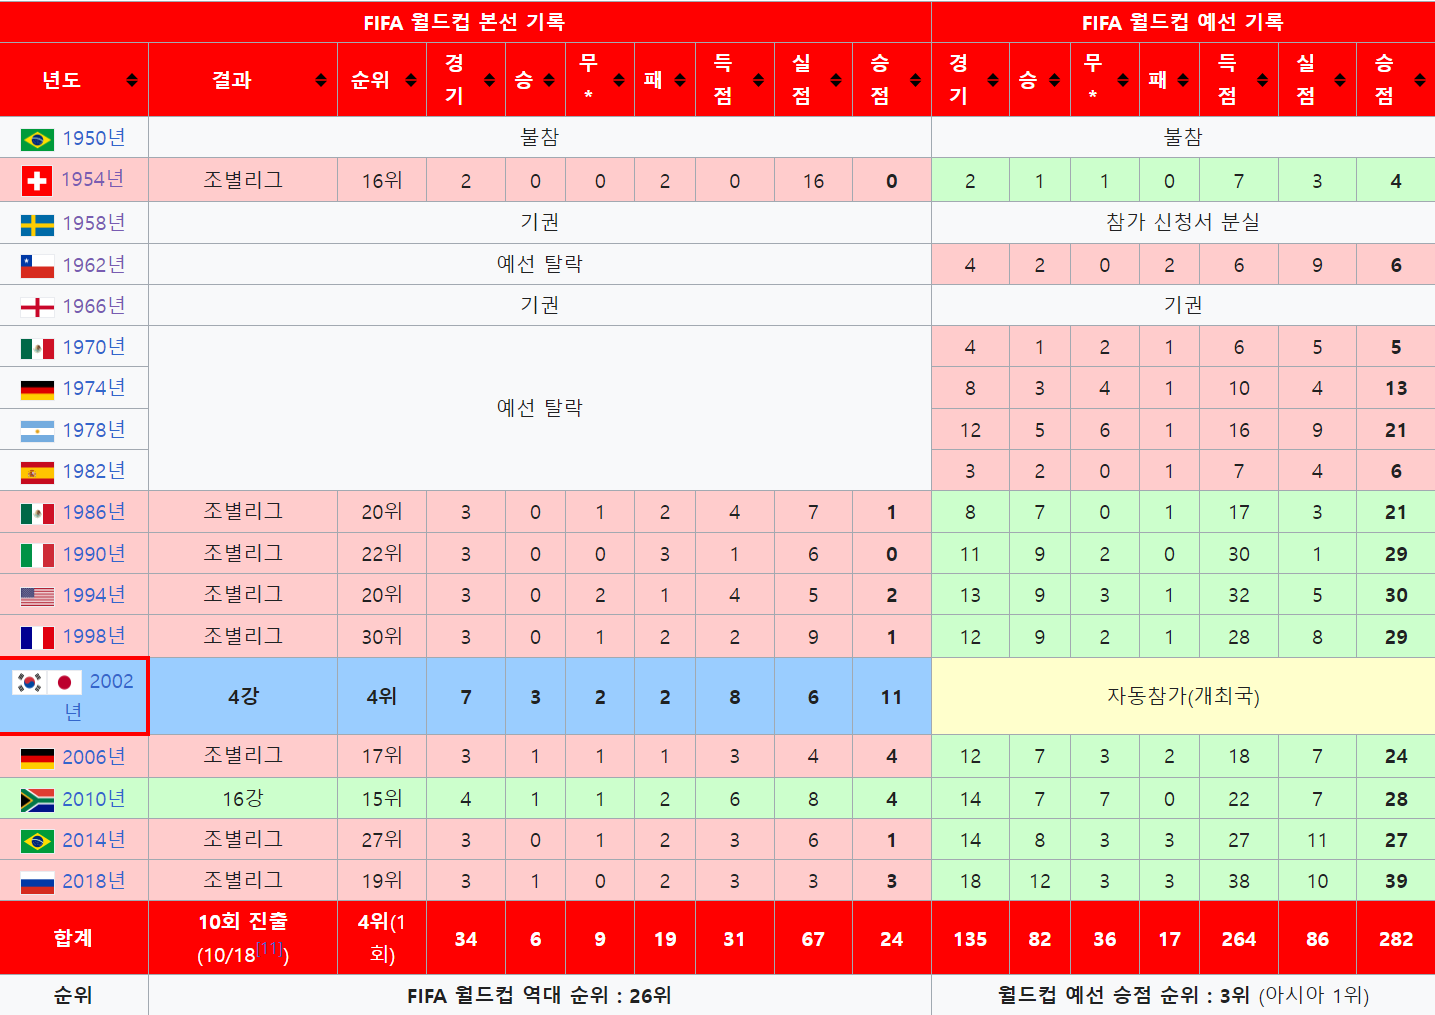 FIFA 월드컵 본선 기록 FIFA 월드컵 예선 기록
년도 결과 순위 경기 승 무* 패 득점 실점 승점 경기 승 무* 패 득점 실점 승점
1950년 불참 불참
1954년 조별리그 16위 2 0 0 2 0 16 0 2 1 1 0 7 3 4
1958년 기권 참가 신청서 분실
1962년 예선 탈락 4 2 0 2 6 9 6
1966년 기권 기권
1970년 4 1 2 1 6 5 5
1974년 예선 탈락 8 3 4 1 10 4 13
1978년 12 5 6 1 16 9 21
1982년 3 2 0 1 7 4 6
1986년 조별리그 20위 3 0 1 2 4 7 1 8 7 0 1 17 3 21
1990년 조별리그 22위 3 0 0 3 1 6 0 11 9 2 0 30 1 29
1994년 조별리그 20위 3 0 2 1 4 5 2 13 9 3 1 32 5 30
1998년 조별리그 30위 3 0 1 2 2 9 1 12 9 2 1 28 8 29
2002년 4강 4위 7 3 2 2 8 6 11 자동참가(개최국)
2006년 조별리그 17위 3 1 1 1 3 4 4 12 7 3 2 18 7 24
2010년 16강 15위 4 1 1 2 6 8 4 14 7 7 0 22 7 28
2014년 조별리그 27위 3 0 1 2 3 6 1 14 8 3 3 27 11 27
2018년 조별리그 19위 3 1 0 2 3 3 3 18 12 3 3 38 10 39
합계 10회 진출 (10/18[11]) 4위(1회) 34 6 9 19 31 67 24 135 82 36 17 264 86 282
순위 FIFA 월드컵 역대 순위 : 26위 월드컵 예선 승점 순위 : 3위 (아시아 1위)